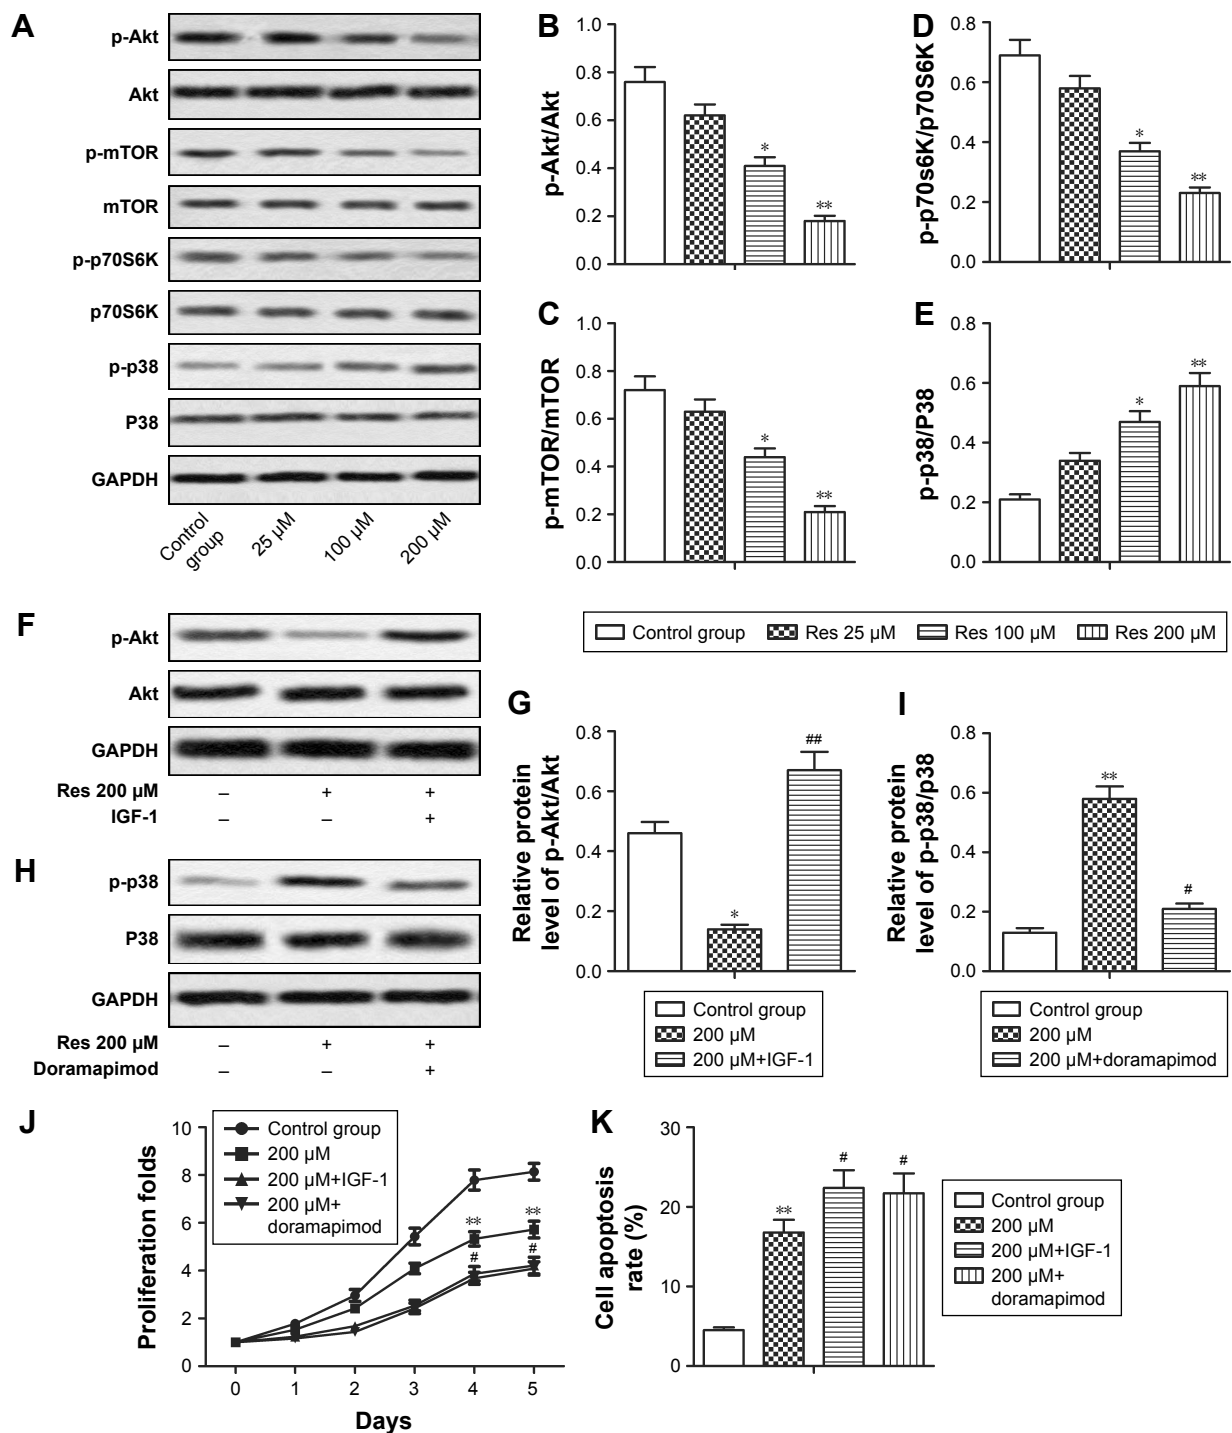 A
p-Akt
Akt
p-mTOR
mTOR
p-p70S6K
p70S6K
p-p38
P38
GAPDH
Control group
25 µM
100 µM
200 µM
B
p-Akt/Akt
1.0
0.8
0.6
0.4
0.2
0.0
*
**
D
p-p70s6K/p70S6K
0.8
0.6
0.4
0.2
0.0
*
**
C
p-mTOR/mTOR
1.0
0.8
0.6
0.4
0.2
0.0
*
**
E
p-p38/P38
0.8
0.6
0.4
0.2
0.0
*
**
Control group Res 25 µM Res 100 µM Res 200 µM
F
p-Akt
Akt
GAPDH
Res 200 µM – + +
IGF-1 – – +
G
Relative protein
level of p-Akt/Akt
0.8
0.6
0.4
0.2
0.0
*
##
Control group
200 µM
200 µM+IGF-1
H
p-p38
P38
GAPDH
Res 200 µM – + +
Doramapimod – – +
I
Relative protein
level of p-p38/p38
0.8
0.6
0.4
0.2
0.0
**
#
Control group
200 µM
200 µM+doramapimod
J
Proliferation folds
10
8
6
4
2
0
Control group
200 µM
200 µM+IGF-1
200 µM+
doramapimod
** **
# #
0 1 2 3 4 5
Days
K
Cell apoptosis
rate (%)
30
20
10
0
**
#
#
Control group
200 µM
200 µM+IGF-1
200 µM+
doramapimod